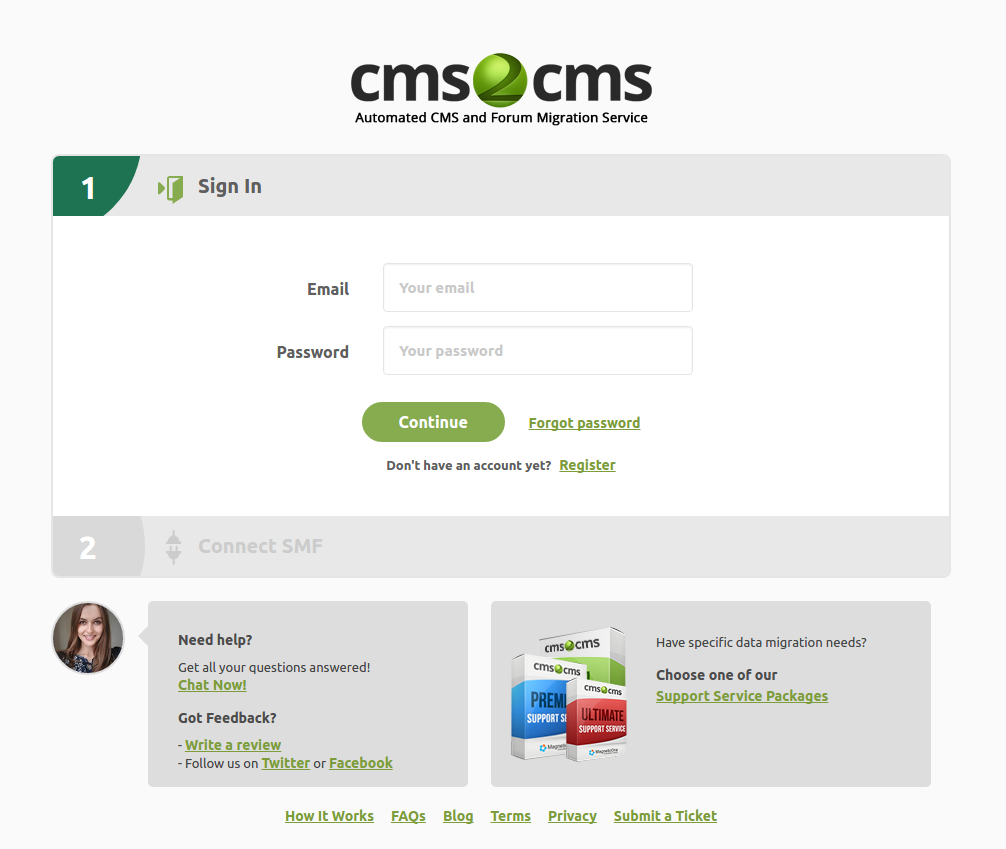 cms2cms
Automated CMS and Forum Migration Service
1 Sign In
Email Your email
Password Your password
Continue Forgot password
Don't have an account yet? Register
2 Connect SMF
Need help?
Get all your questions answered!
Chat Now!
Got Feedback?
- Write a review
- Follow us on Twitter or Facebook
cms2cms
cms2cms
cms2cms
PREMI
SUPPORT SE
ULTIMATE
SUPPORT SERVICE
MagneticOne
MagneticOne
Have specific data migration needs?
Choose one of our
Support Service Packages
How It Works FAQs Blog Terms Privacy Submit a Ticket